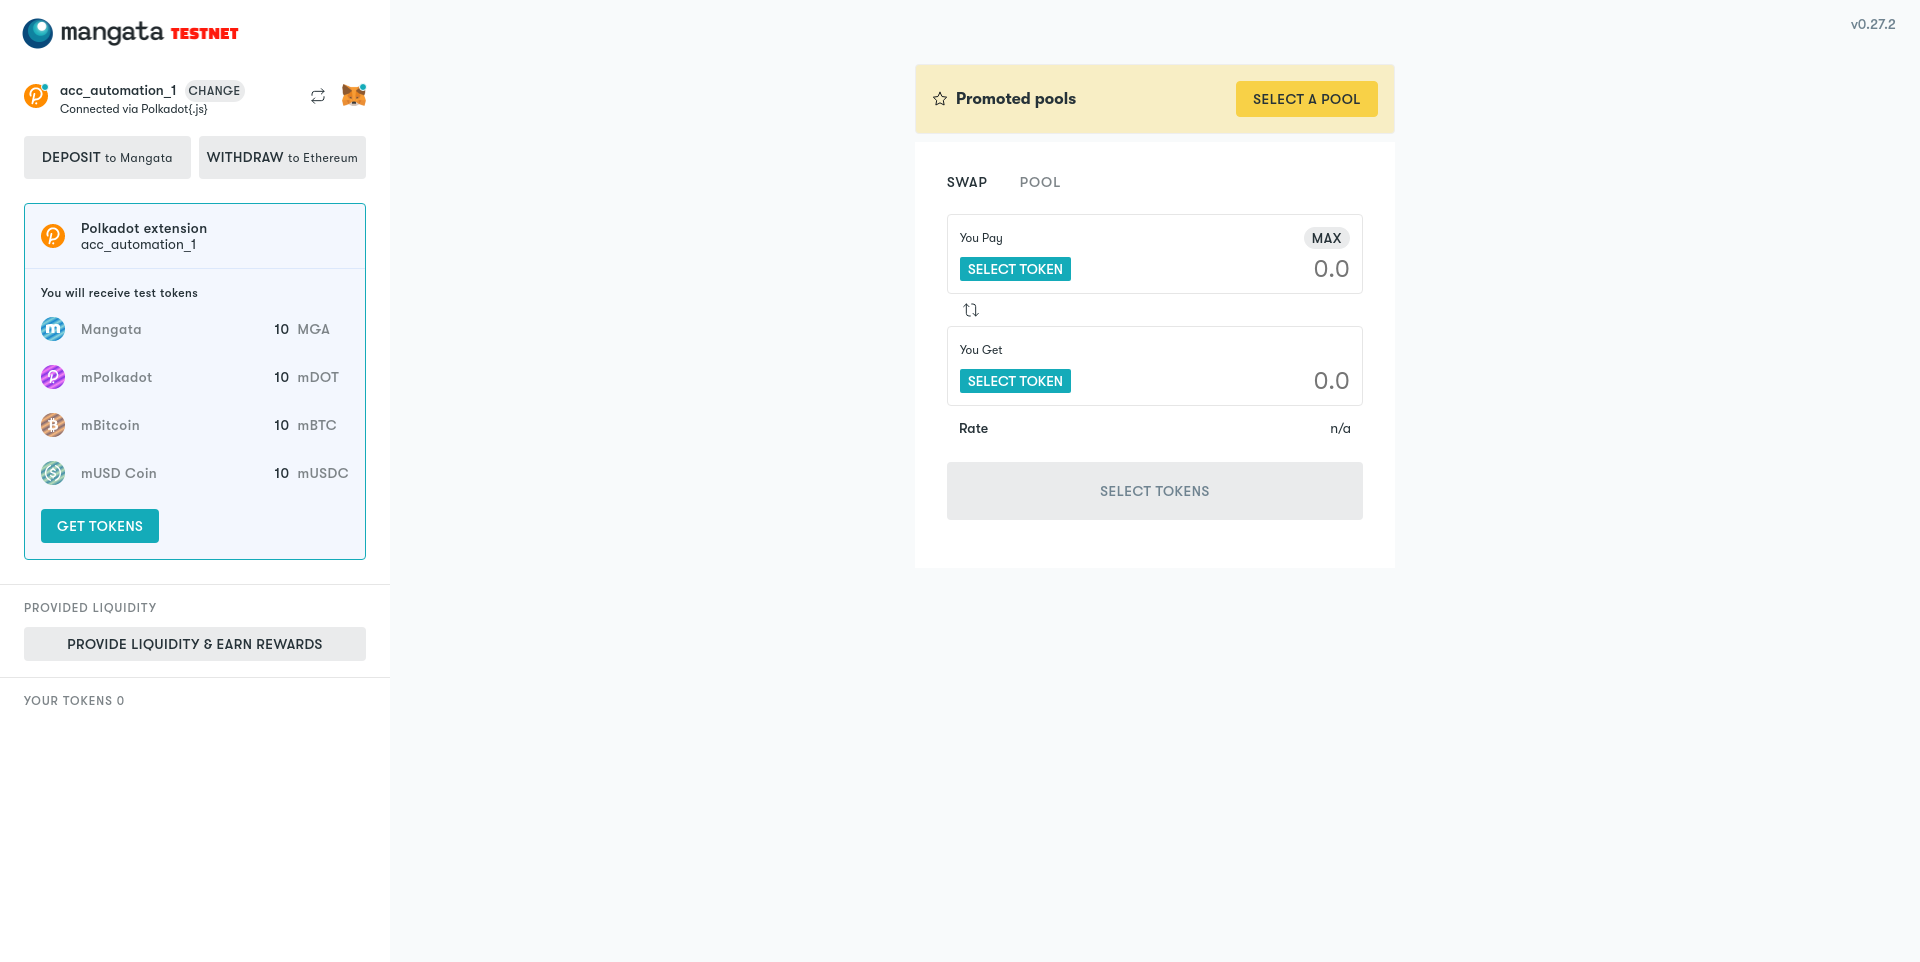 mangata TESTNET
v0.27.2
acc_automation_1 CHANGE
Connected via Polkadot{.js}
DEPOSIT to Mangata
WITHDRAW to Ethereum
Polkadot extension
acc_automation_1
You will receive test tokens
Mangata 10 MGA
mPolkadot 10 mDOT
mBitcoin 10 mBTC
mUSD Coin 10 mUSDC
GET TOKENS
PROVIDED LIQUIDITY
PROVIDE LIQUIDITY & EARN REWARDS
YOUR TOKENS 0
Promoted pools
SELECT A POOL
SWAP POOL
You Pay MAX
SELECT TOKEN 0.0
You Get
SELECT TOKEN 0.0
Rate n/a
SELECT TOKENS